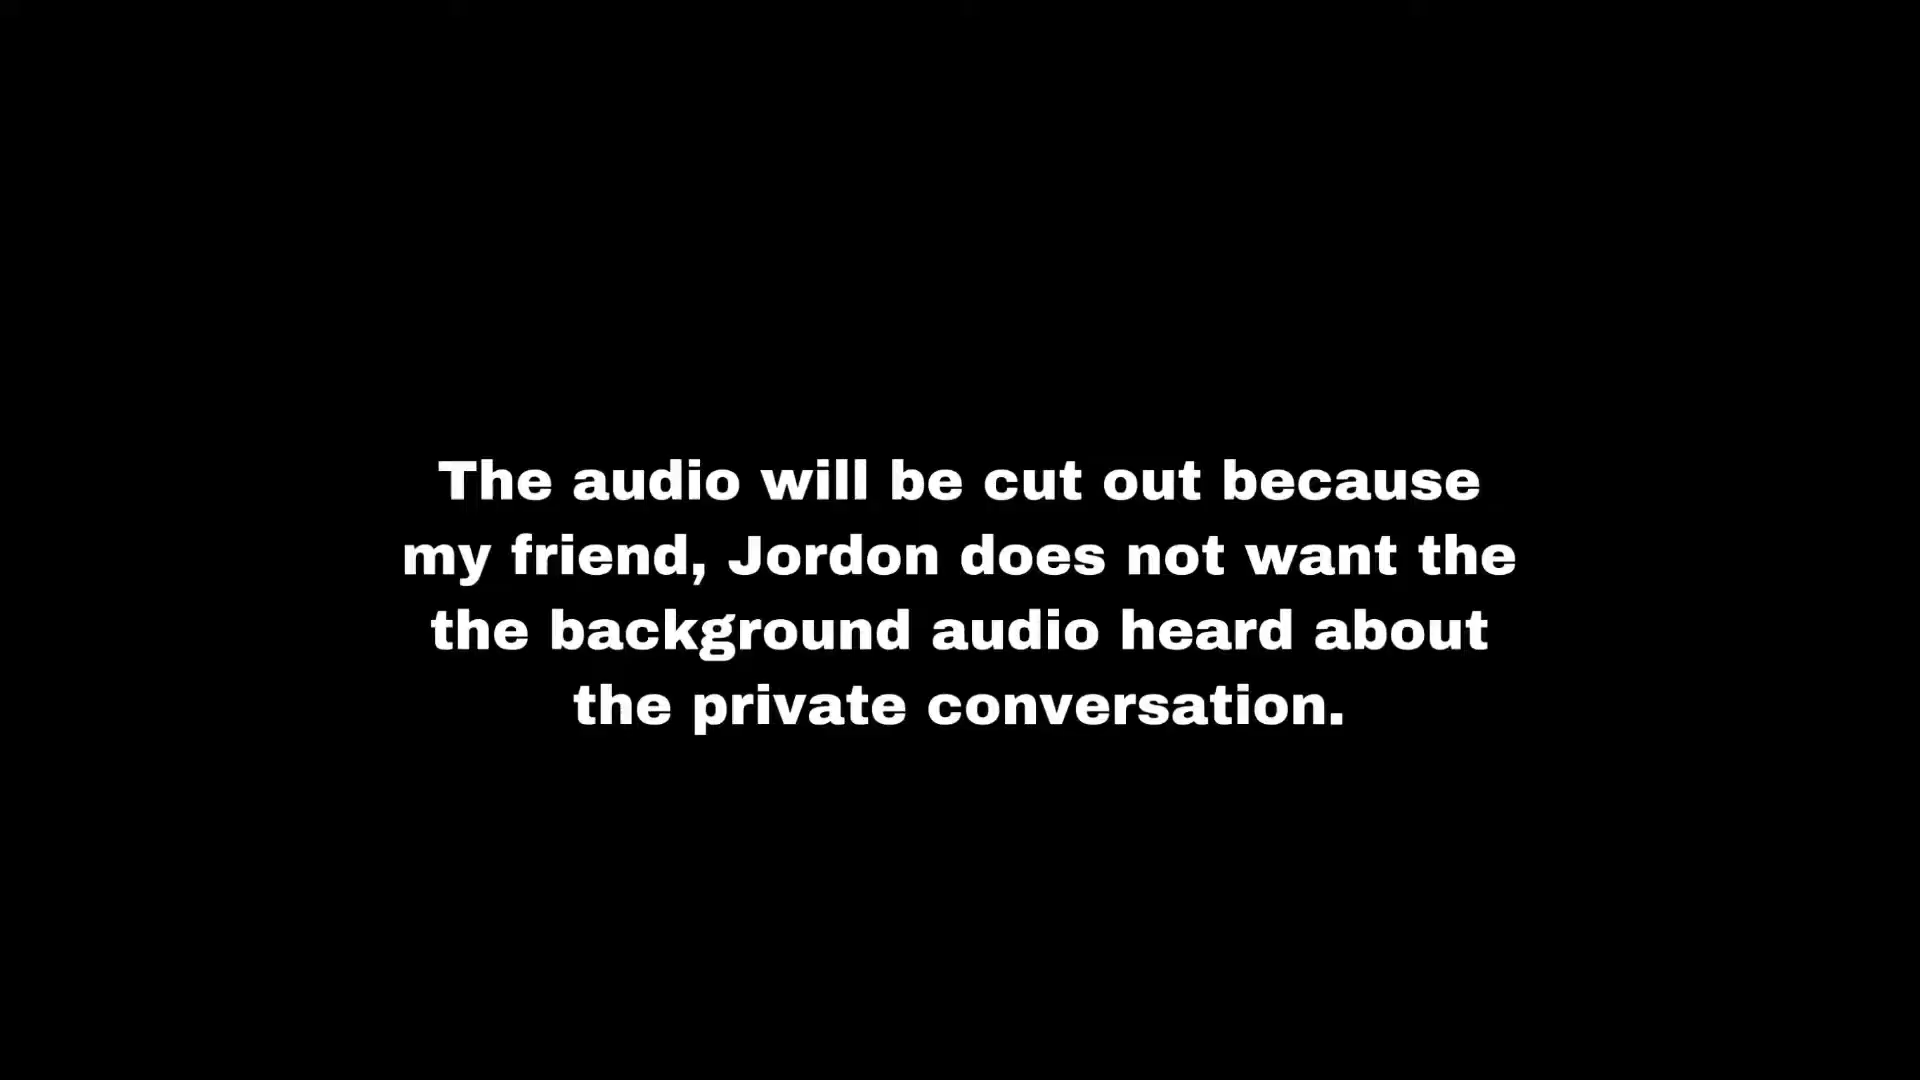 The audio will be cut out because
my friend, Jordon does not want the
the background audio heard about
the private conversation.